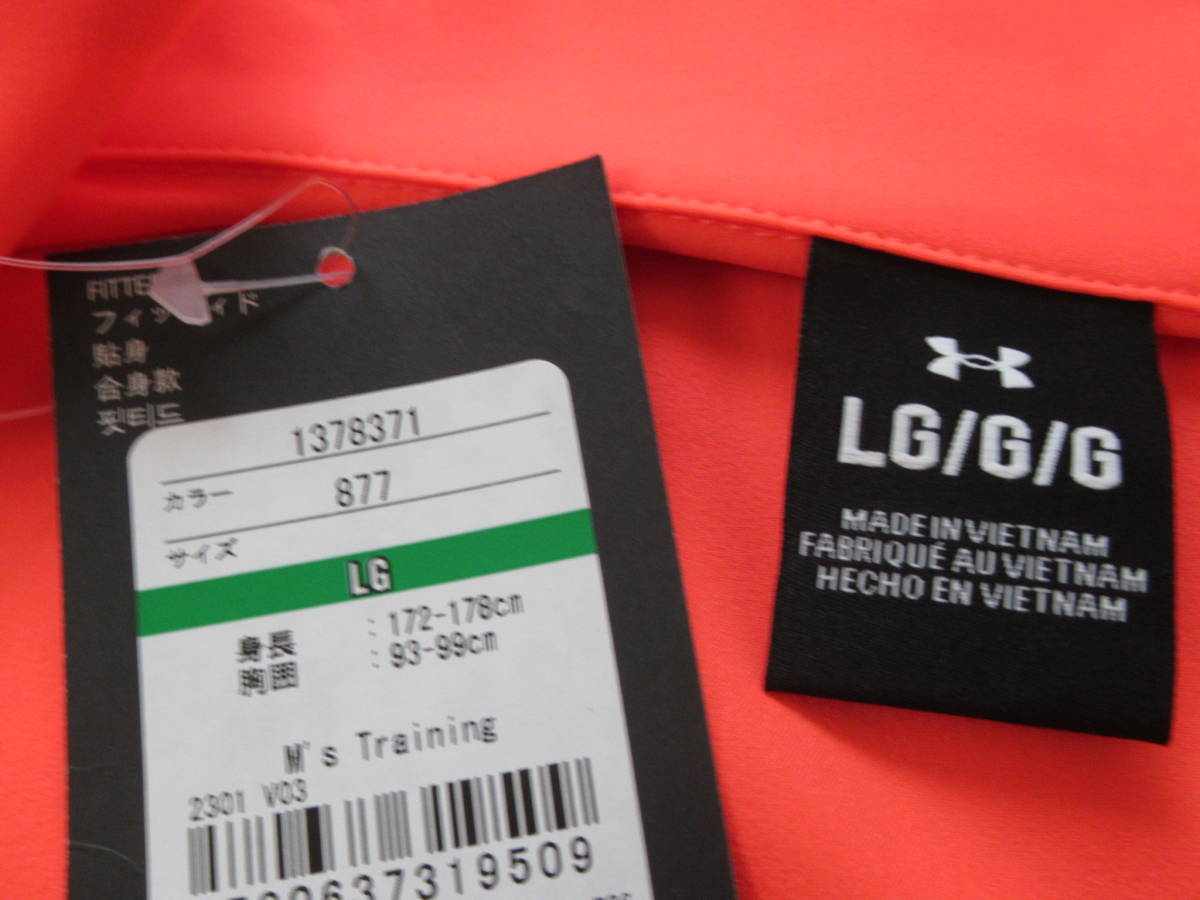 フィッ
貼身
合身款
핏티드
1378371
カラー 877
サイズ
LG
身長 : 172-178cm
胸囲 : 93-99cm
M's Training
2301 V03
0637319509
LG/G/G
MADE IN VIETNAM
FABRIQUÉ AU VIETNAM
HECHO EN VIETNAM